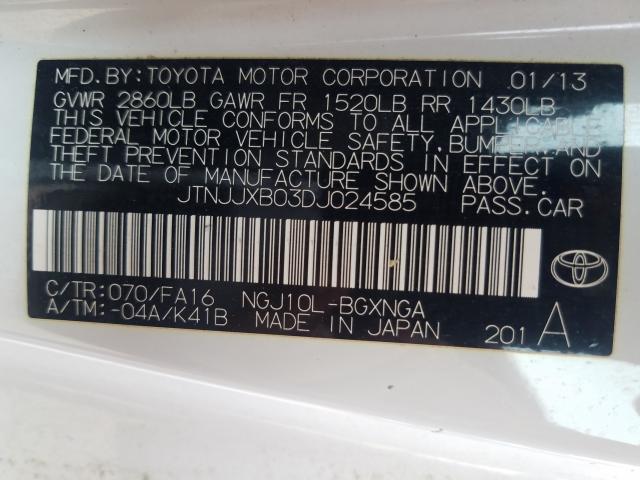 MFD. BY: TOYOTA MOTOR CORPORATION 01/13
GVWR 2860LB GAWR FR 1520LB RR 1430LB
THIS VEHICLE CONFORMS TO ALL APPLICABLE
FEDERAL MOTOR VEHICLE SAFETY, BUMPER, AND
THEFT PREVENTION STANDARDS IN EFFECT ON
THE DATE OF MANUFACTURE SHOWN ABOVE.
JTNJJXB03DJ024585 PASS. CAR
C/TR: 070/FA16 NGJ10L-BGXNGA
A/TM: -04A/K41B MADE IN JAPAN 201 A